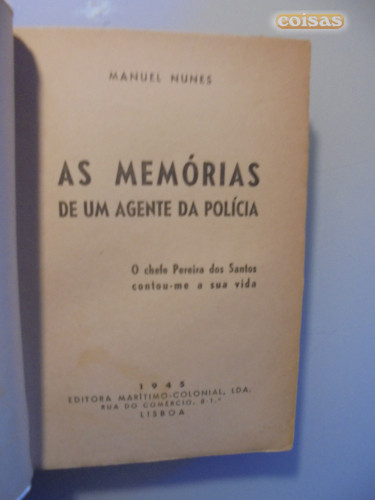 coisas
MANUEL NUNES
AS MEMÓRIAS
DE UM AGENTE DA POLÍCIA
O chefe Pereira dos Santos
contou-me a sua vida
1945
EDITORA MARÍTIMO-COLONIAL, LDA.
RUA DO COMÉRCIO, 8 1.º
LISBOA